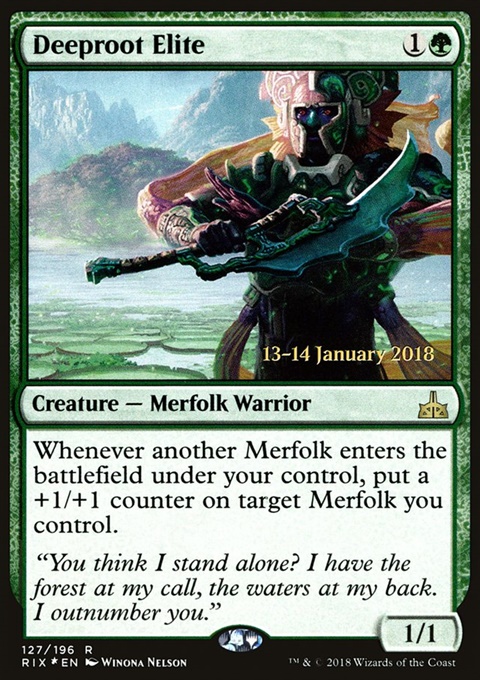 Deeproot Elite 1
13–14 January 2018
Creature — Merfolk Warrior
Whenever another Merfolk enters the
battlefield under your control, put a
+1/+1 counter on target Merfolk you
control.
“You think I stand alone? I have the
forest at my call, the waters at my back.
I outnumber you.”
1/1
127/196 R
RIX★EN Winona Nelson
™ & © 2018 Wizards of the Coast